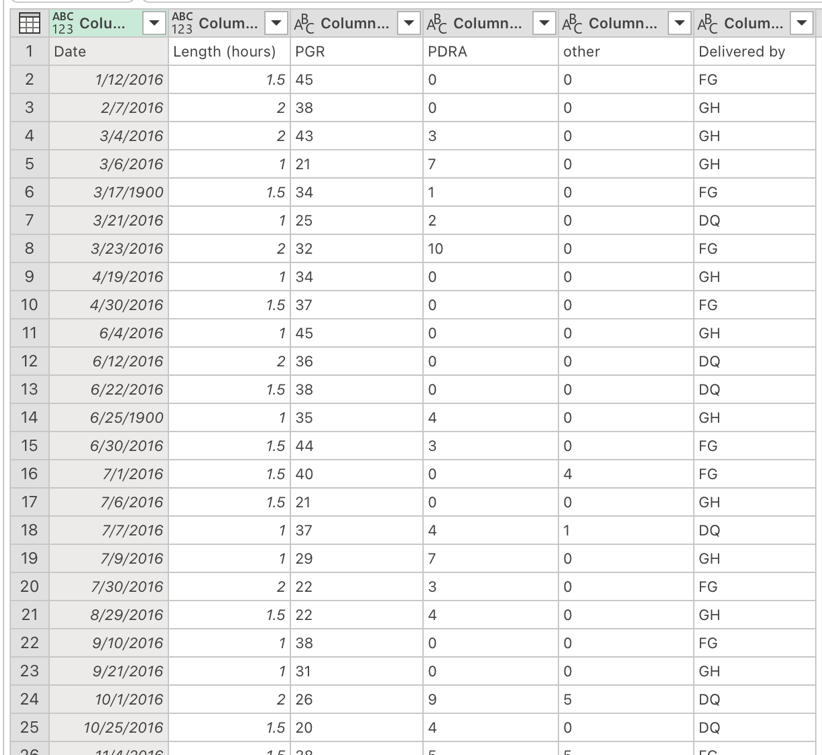 ABC 123 Colu... ABC 123 Colum... ABC Column... ABC Column... ABC Column... ABC Colum...
1 Date Length (hours) PGR PDRA other Delivered by
2 1/12/2016 1.5 45 0 0 FG
3 2/7/2016 2 38 0 0 GH
4 3/4/2016 2 43 3 0 GH
5 3/6/2016 1 21 7 0 GH
6 3/17/1900 1.5 34 1 0 FG
7 3/21/2016 1 25 2 0 DQ
8 3/23/2016 2 32 10 0 FG
9 4/19/2016 1 34 0 0 GH
10 4/30/2016 1.5 37 0 0 FG
11 6/4/2016 1 45 0 0 GH
12 6/12/2016 2 36 0 0 DQ
13 6/22/2016 1.5 38 0 0 DQ
14 6/25/1900 1 35 4 0 GH
15 6/30/2016 1.5 44 3 0 FG
16 7/1/2016 1.5 40 0 4 FG
17 7/6/2016 1.5 21 0 0 GH
18 7/7/2016 1 37 4 1 DQ
19 7/9/2016 1 29 7 0 GH
20 7/30/2016 2 22 3 0 FG
21 8/29/2016 1.5 22 4 0 GH
22 9/10/2016 1 38 0 0 FG
23 9/21/2016 1 31 0 0 GH
24 10/1/2016 2 26 9 5 DQ
25 10/25/2016 1.5 20 4 0 DQ
26 11/4/2016 1.5